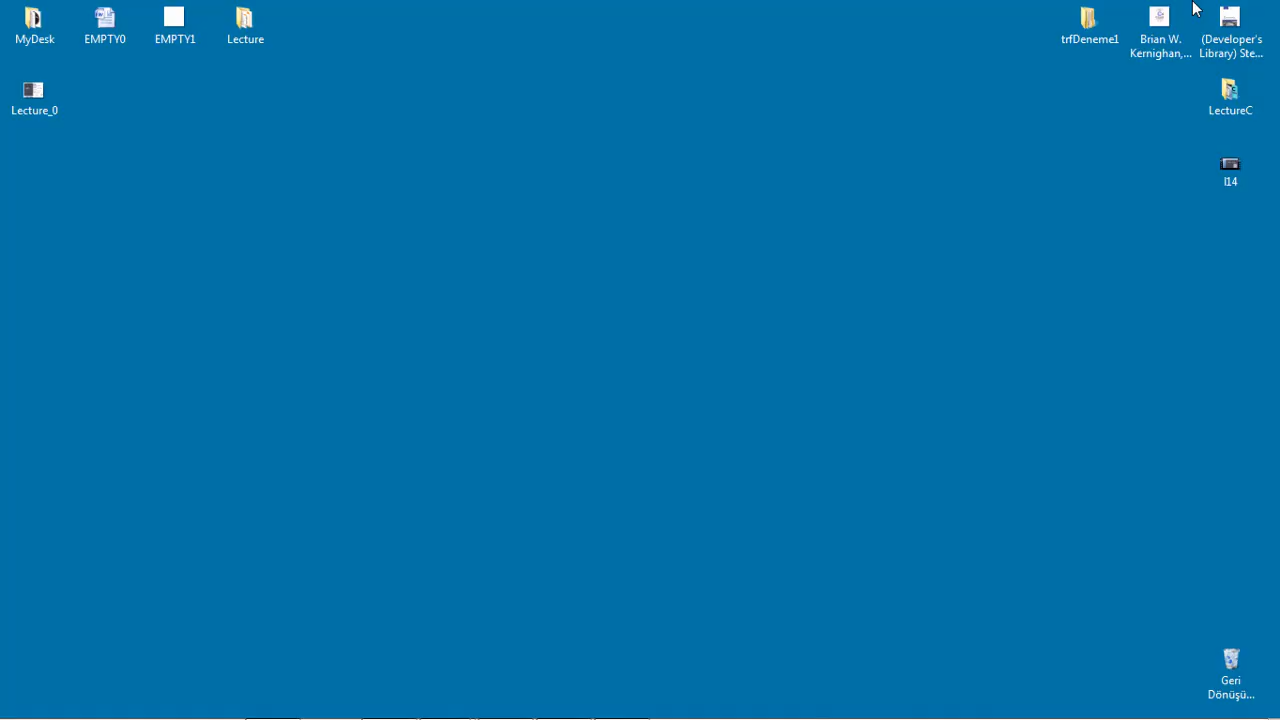 MyDesk
EMPTY0
EMPTY1
Lecture
trfDeneme1
Brian W.
Kernighan,...
(Developer's
Library) Ste...
Lecture_0
LectureC
l14
Geri
Dönüşü...